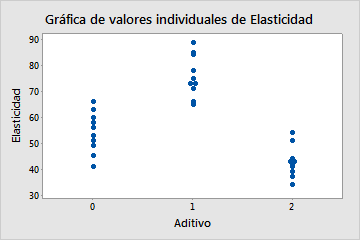 Gráfica de valores individuales de Elasticidad
90
80
70
60
50
40
30
Elasticidad
0 1 2
Aditivo